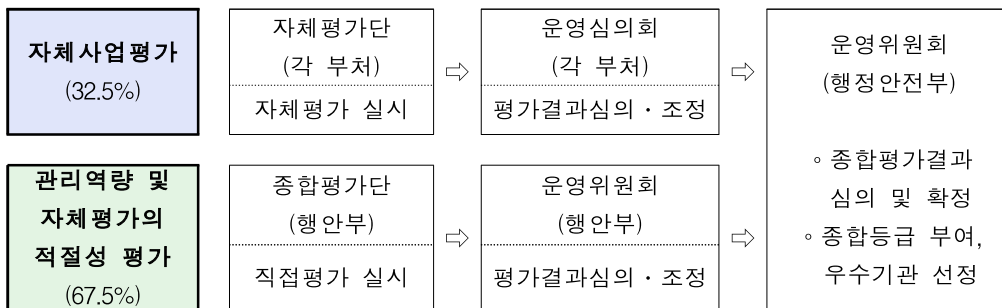 자체사업평가
(32.5%)
자체평가단
(각 부처)
자체평가 실시
⇨
운영심의회
(각 부처)
평가결과심의・조정
⇨
관리역량 및
자체평가의
적절성 평가
(67.5%)
종합평가단
(행안부)
직접평가 실시
⇨
운영위원회
(행안부)
평가결과심의・조정
⇨
운영위원회
(행정안전부)
◦종합평가결과
심의 및 확정
◦종합등급 부여,
우수기관 선정